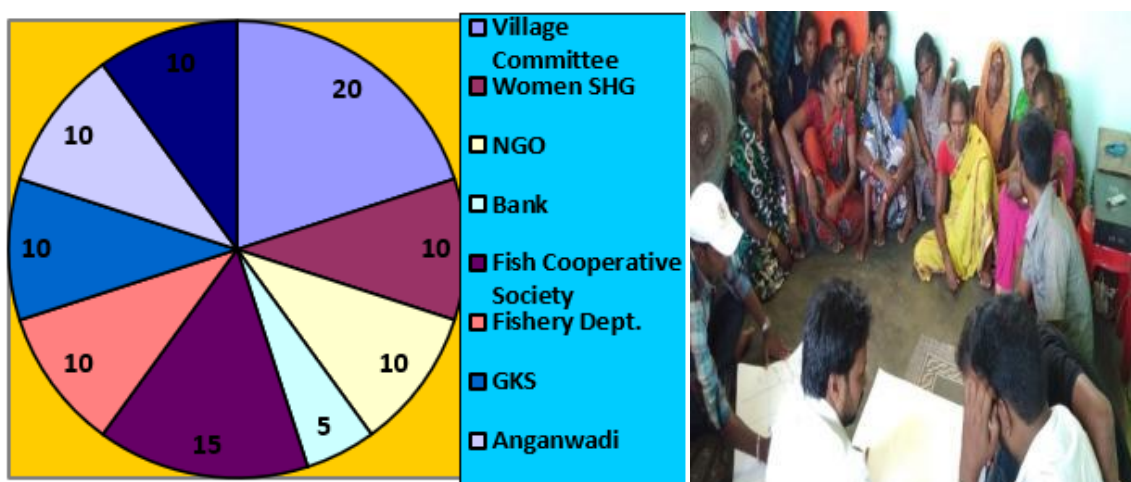 10
20
10
10
10
10
10
15
5
Village
Committee
Women SHG
NGO
Bank
Fish Cooperative
Society
Fishery Dept.
GKS
Anganwadi